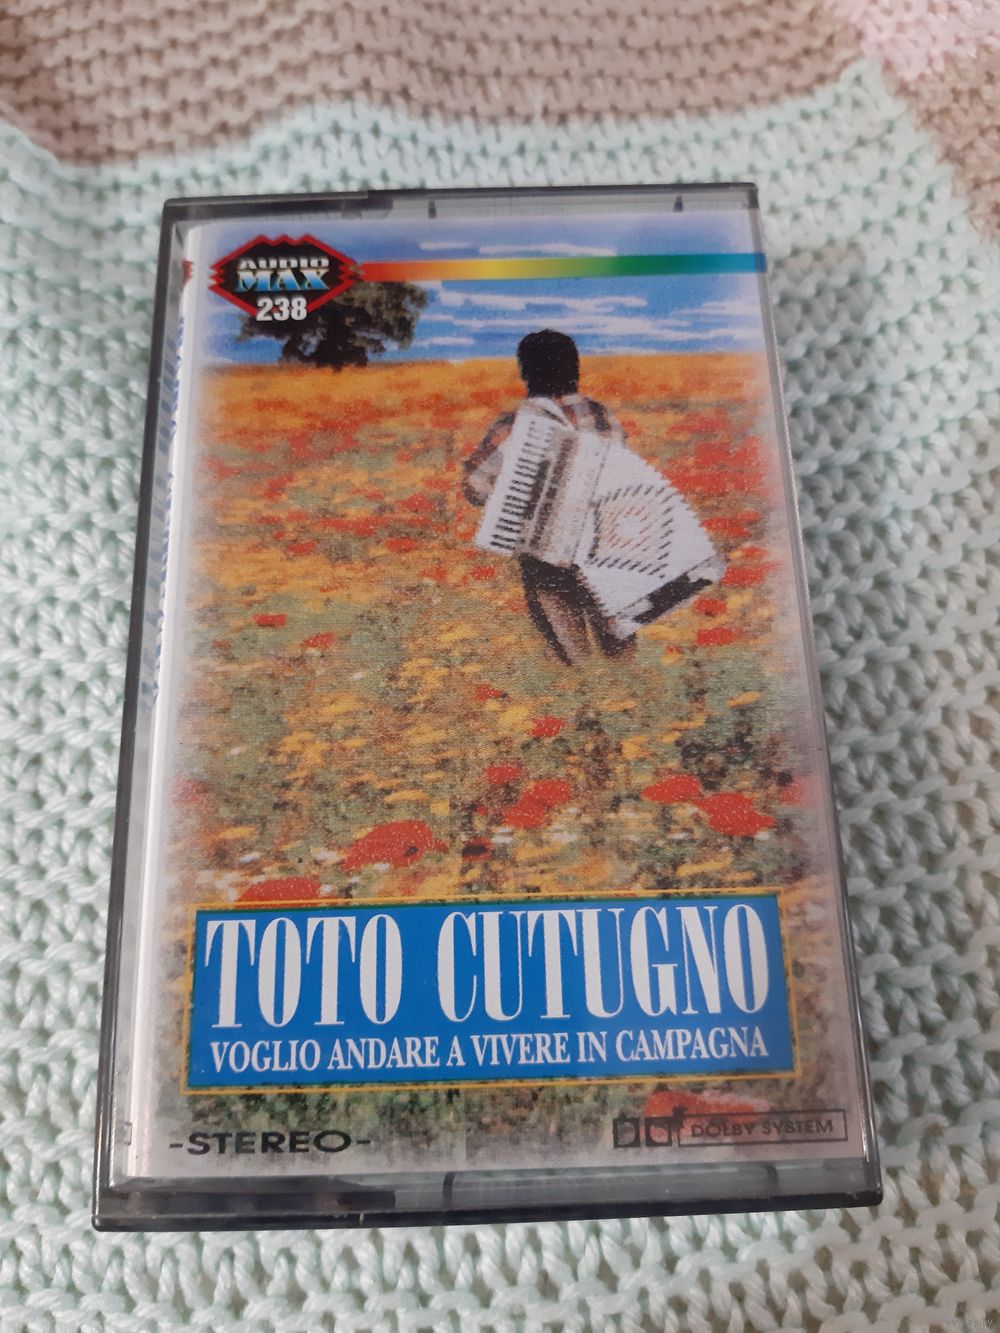 AUDIO
MAX
238
TOTO CUTUGNO
VOGLIO ANDARE A VIVERE IN CAMPAGNA
-STEREO-
DOLBY SYSTEM